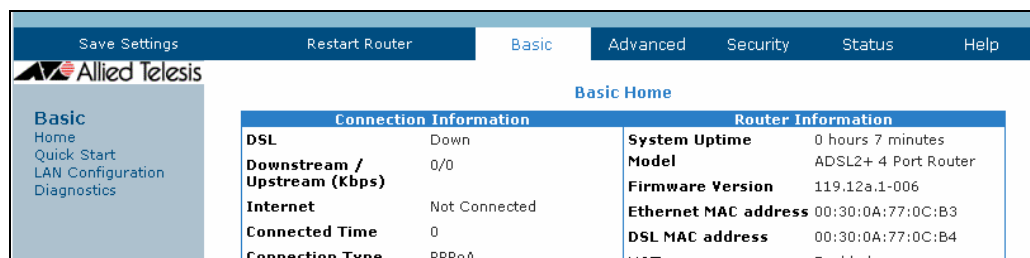 Save Settings Restart Router Basic Advanced Security Status Help
Allied Telesis
Basic
Home
Quick Start
LAN Configuration
Diagnostics
Basic Home
Connection Information
DSL Down
Downstream / Upstream (Kbps) 0/0
Internet Not Connected
Connected Time 0
Connection Type PPPoA
Router Information
System Uptime 0 hours 7 minutes
Model ADSL2+ 4 Port Router
Firmware Version 119.12a.1-006
Ethernet MAC address 00:30:0A:77:0C:B3
DSL MAC address 00:30:0A:77:0C:B4